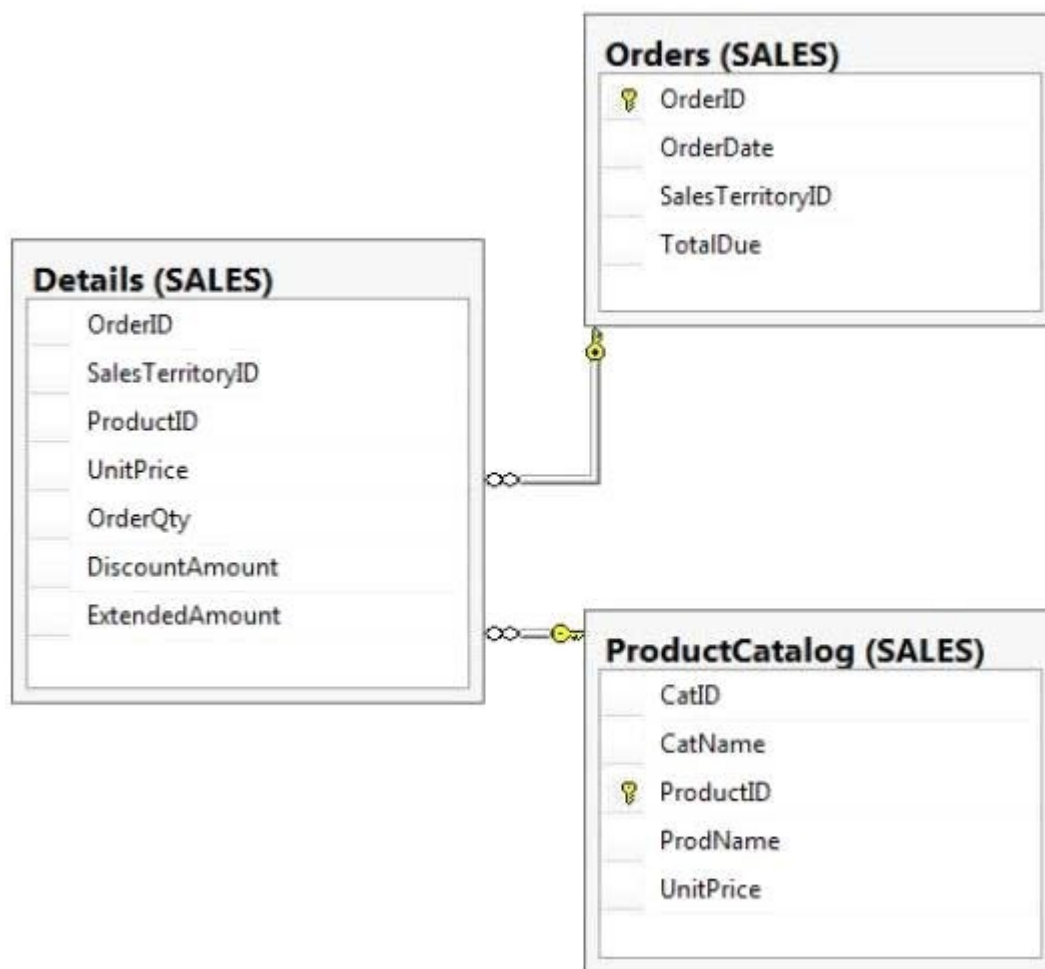 Orders (SALES)
OrderID
OrderDate
SalesTerritoryID
TotalDue
Details (SALES)
OrderID
SalesTerritoryID
ProductID
UnitPrice
OrderQty
DiscountAmount
ExtendedAmount
ProductCatalog (SALES)
CatID
CatName
ProductID
ProdName
UnitPrice